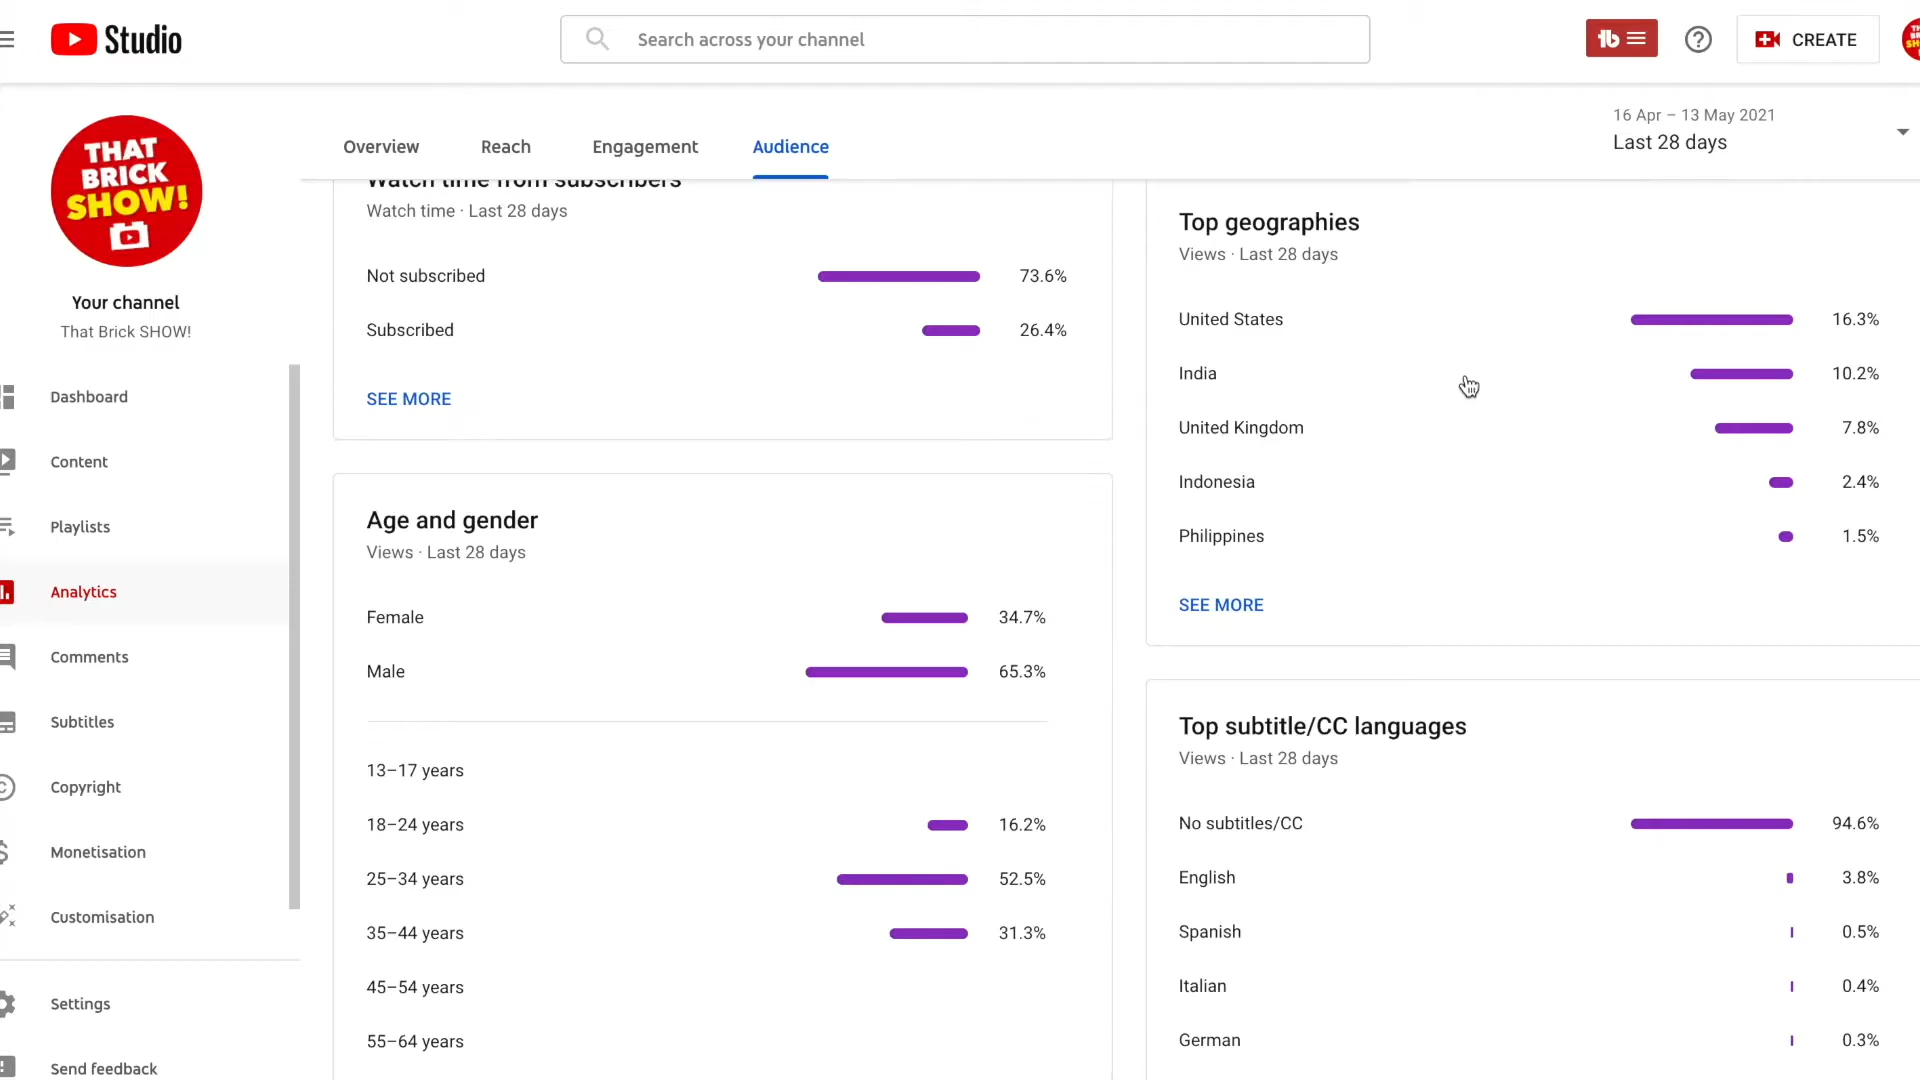 Studio
Search across your channel
CREATE
THAT
BRICK
SHOW!
Your channel
That Brick SHOW!
Dashboard
Content
Playlists
Analytics
Comments
Subtitles
Copyright
Monetisation
Customisation
Settings
Send feedback
Overview
Reach
Engagement
Audience
16 Apr – 13 May 2021
Last 28 days
Watch time from subscribers
Watch time · Last 28 days
Not subscribed 73.6%
Subscribed 26.4%
SEE MORE
Age and gender
Views · Last 28 days
Female 34.7%
Male 65.3%
13–17 years
18–24 years 16.2%
25–34 years 52.5%
35–44 years 31.3%
45–54 years
55–64 years
Top geographies
Views · Last 28 days
United States 16.3%
India 10.2%
United Kingdom 7.8%
Indonesia 2.4%
Philippines 1.5%
SEE MORE
Top subtitle/CC languages
Views · Last 28 days
No subtitles/CC 94.6%
English 3.8%
Spanish 0.5%
Italian 0.4%
German 0.3%